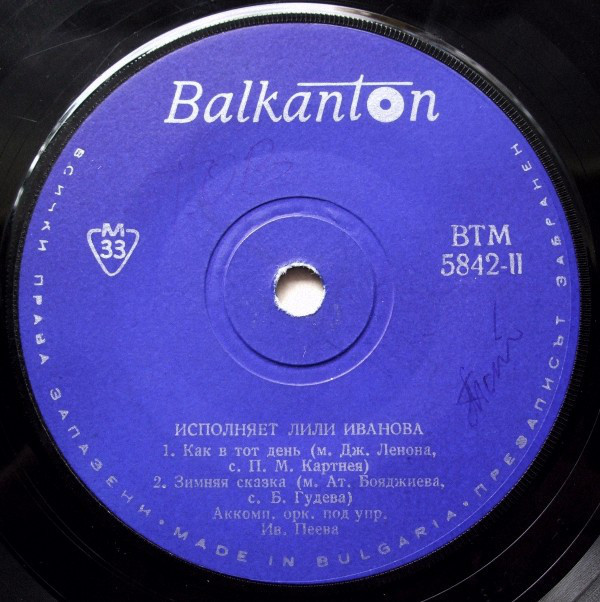 Balkanton
M
33
ВТМ
5842-II
ИСПОЛНЯЕТ ЛИЛИ ИВАНОВА
1. Как в тот день (м. Дж. Ленона,
с. П. М. Картнея)
2. Зимняя сказка (м. Ат. Бояджиева,
с. Б. Гудева)
Аккомп. орк. под упр.
Ив. Пеева
ВСИЧКИ ПРАВА ЗАПАЗЕНИ · MADE IN BULGARIA · ПРЕЗАПИСЪТ ЗАБРАНЕН